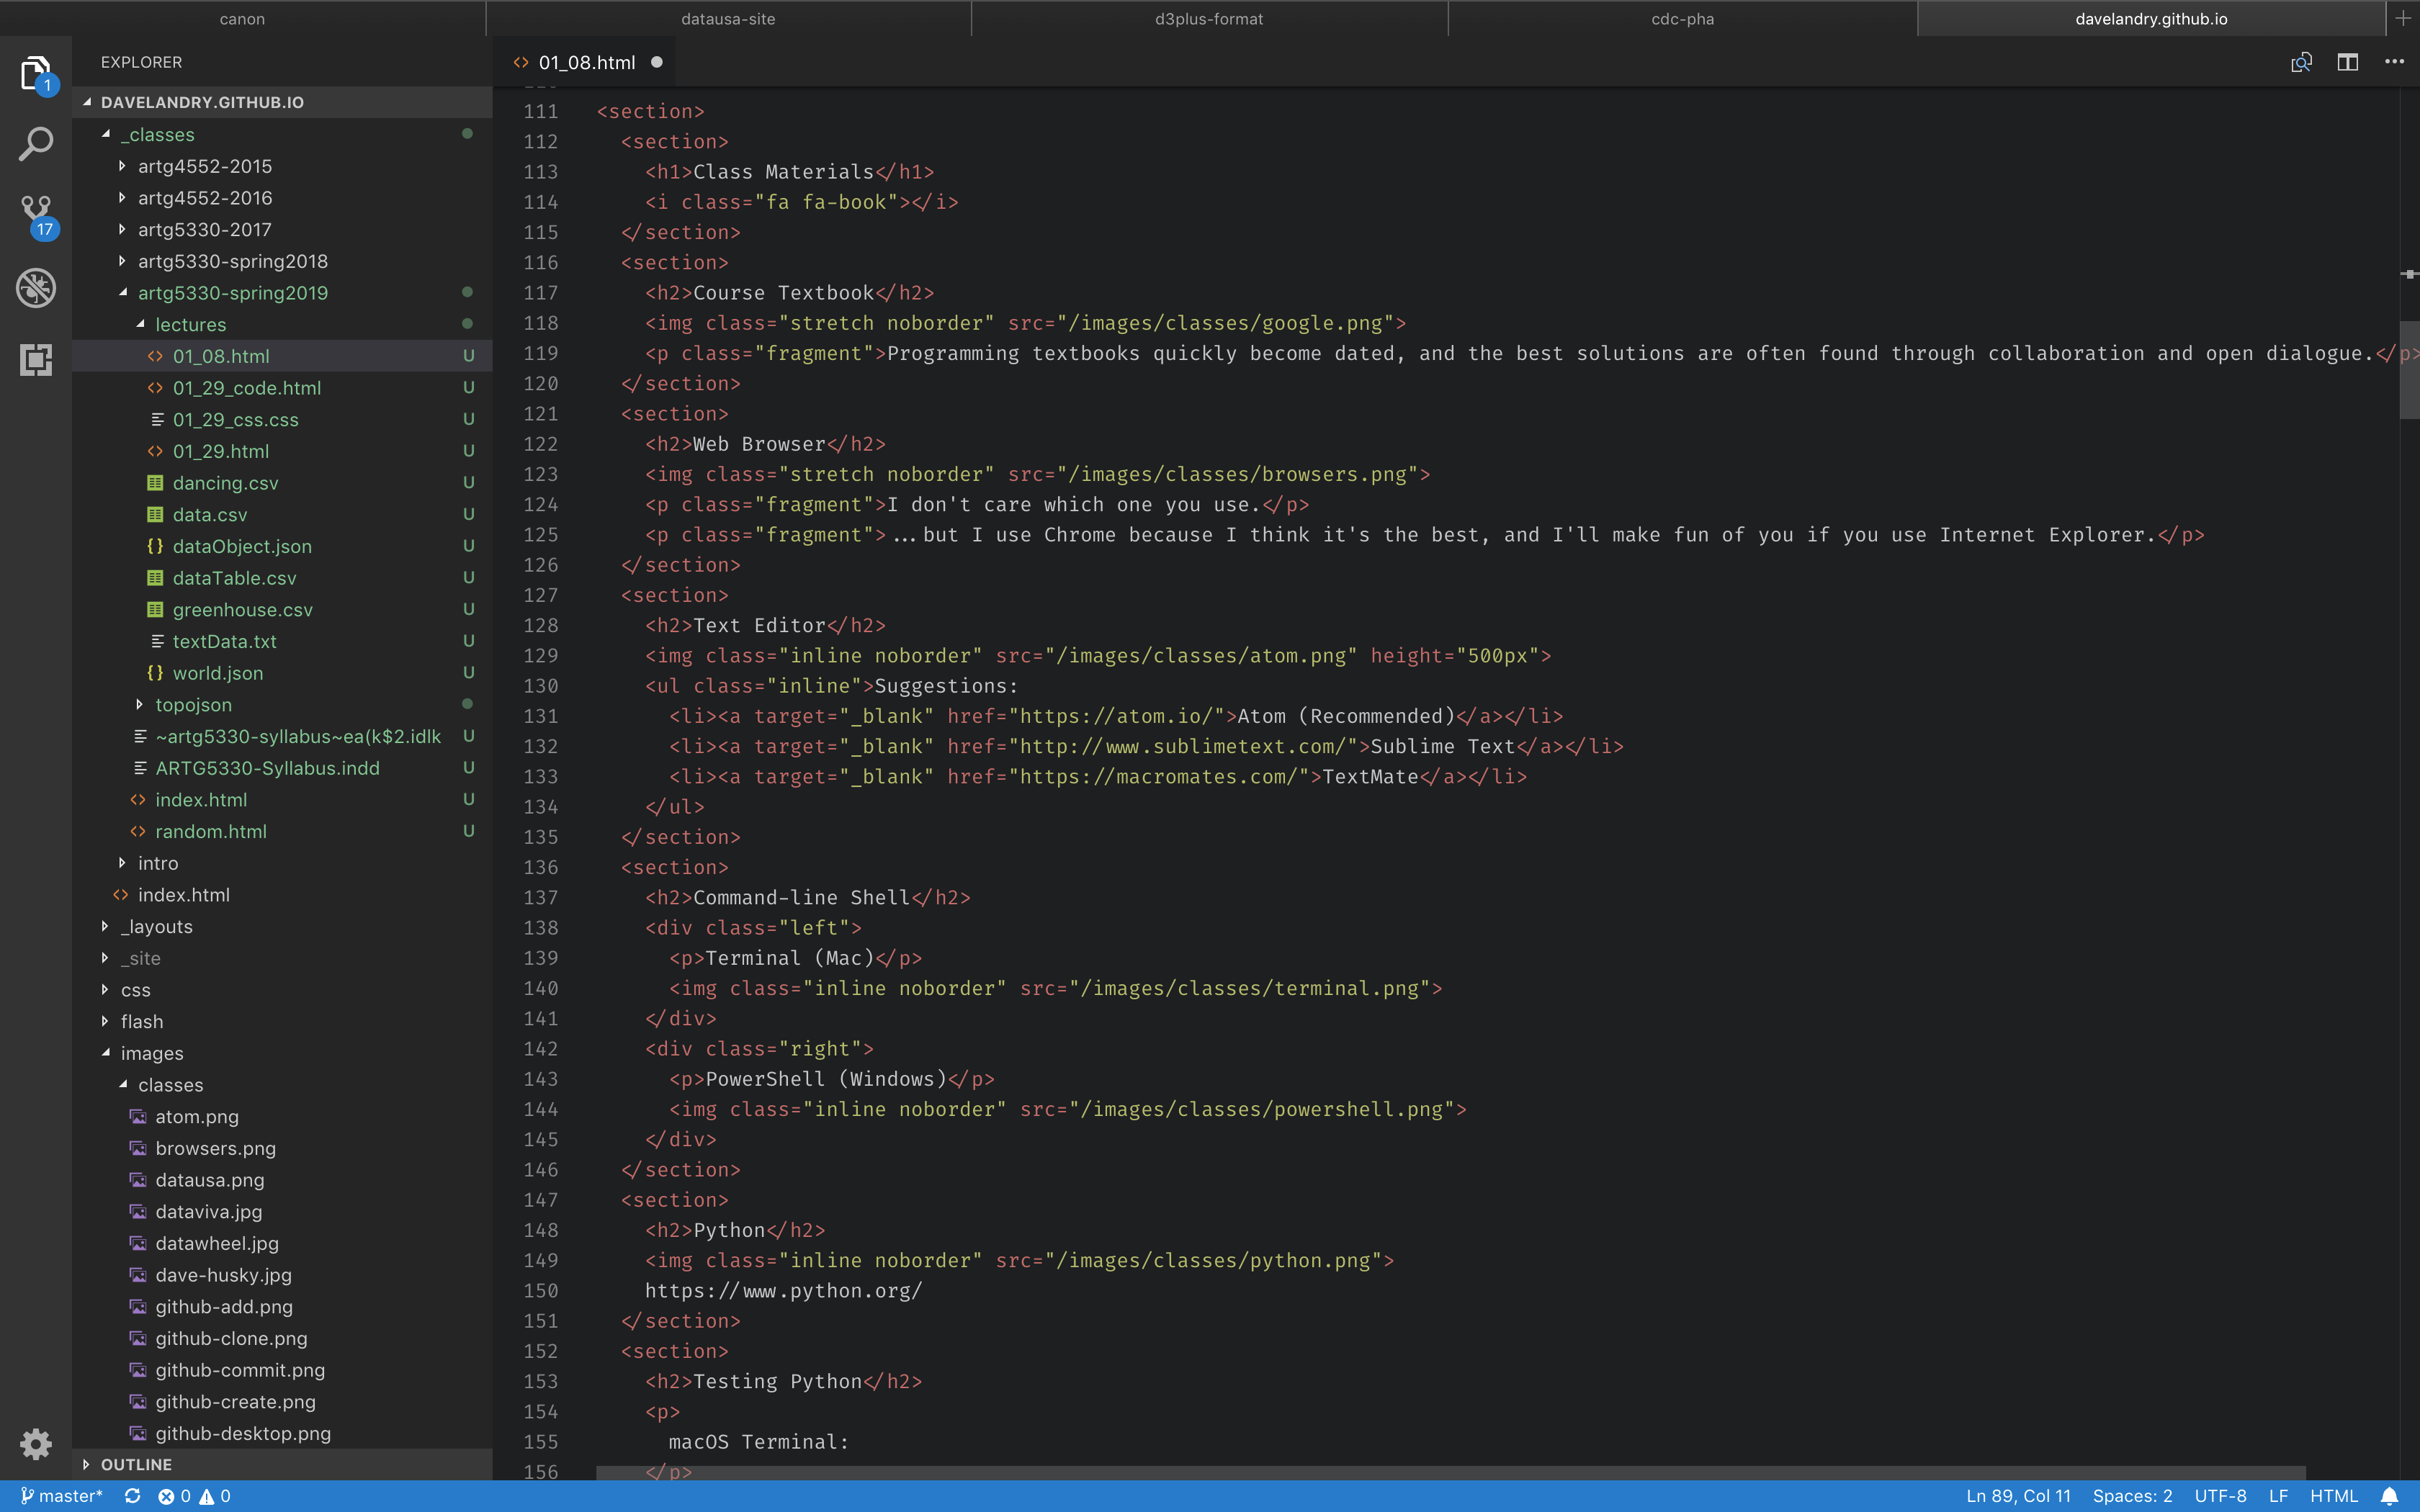 canon
datausa-site
d3plus-format
cdc-pha
davelandry.github.io
EXPLORER
1
17
DAVELANDRY.GITHUB.IO
_classes
artg4552-2015
artg4552-2016
artg5330-2017
artg5330-spring2018
artg5330-spring2019
lectures
01_08.html U
01_29_code.html U
01_29_css.css U
01_29.html U
dancing.csv U
data.csv U
dataObject.json U
dataTable.csv U
greenhouse.csv U
textData.txt U
world.json U
topojson
~artg5330-syllabus~ea(k$2.idlk U
ARTG5330-Syllabus.indd U
index.html U
random.html U
intro
index.html
_layouts
_site
css
flash
images
classes
atom.png
browsers.png
datausa.png
dataviva.jpg
datawheel.jpg
dave-husky.jpg
github-add.png
github-clone.png
github-commit.png
github-create.png
github-desktop.png
OUTLINE
01_08.html
111 <section>
112 <section>
113 <h1>Class Materials</h1>
114 <i class="fa fa-book"></i>
115 </section>
116 <section>
117 <h2>Course Textbook</h2>
118 <img class="stretch noborder" src="/images/classes/google.png">
119 <p class="fragment">Programming textbooks quickly become dated, and the best solutions are often found through collaboration and open dialogue.</p>
120 </section>
121 <section>
122 <h2>Web Browser</h2>
123 <img class="stretch noborder" src="/images/classes/browsers.png">
124 <p class="fragment">I don't care which one you use.</p>
125 <p class="fragment">...but I use Chrome because I think it's the best, and I'll make fun of you if you use Internet Explorer.</p>
126 </section>
127 <section>
128 <h2>Text Editor</h2>
129 <img class="inline noborder" src="/images/classes/atom.png" height="500px">
130 <ul class="inline">Suggestions:
131 <li><a target="_blank" href="https://atom.io/">Atom (Recommended)</a></li>
132 <li><a target="_blank" href="http://www.sublimetext.com/">Sublime Text</a></li>
133 <li><a target="_blank" href="https://macromates.com/">TextMate</a></li>
134 </ul>
135 </section>
136 <section>
137 <h2>Command-line Shell</h2>
138 <div class="left">
139 <p>Terminal (Mac)</p>
140 <img class="inline noborder" src="/images/classes/terminal.png">
141 </div>
142 <div class="right">
143 <p>PowerShell (Windows)</p>
144 <img class="inline noborder" src="/images/classes/powershell.png">
145 </div>
146 </section>
147 <section>
148 <h2>Python</h2>
149 <img class="inline noborder" src="/images/classes/python.png">
150 https://www.python.org/
151 </section>
152 <section>
153 <h2>Testing Python</h2>
154 <p>
155 macOS Terminal:
156 </p>
master* 0 0
Ln 89, Col 11 Spaces: 2 UTF-8 LF HTML